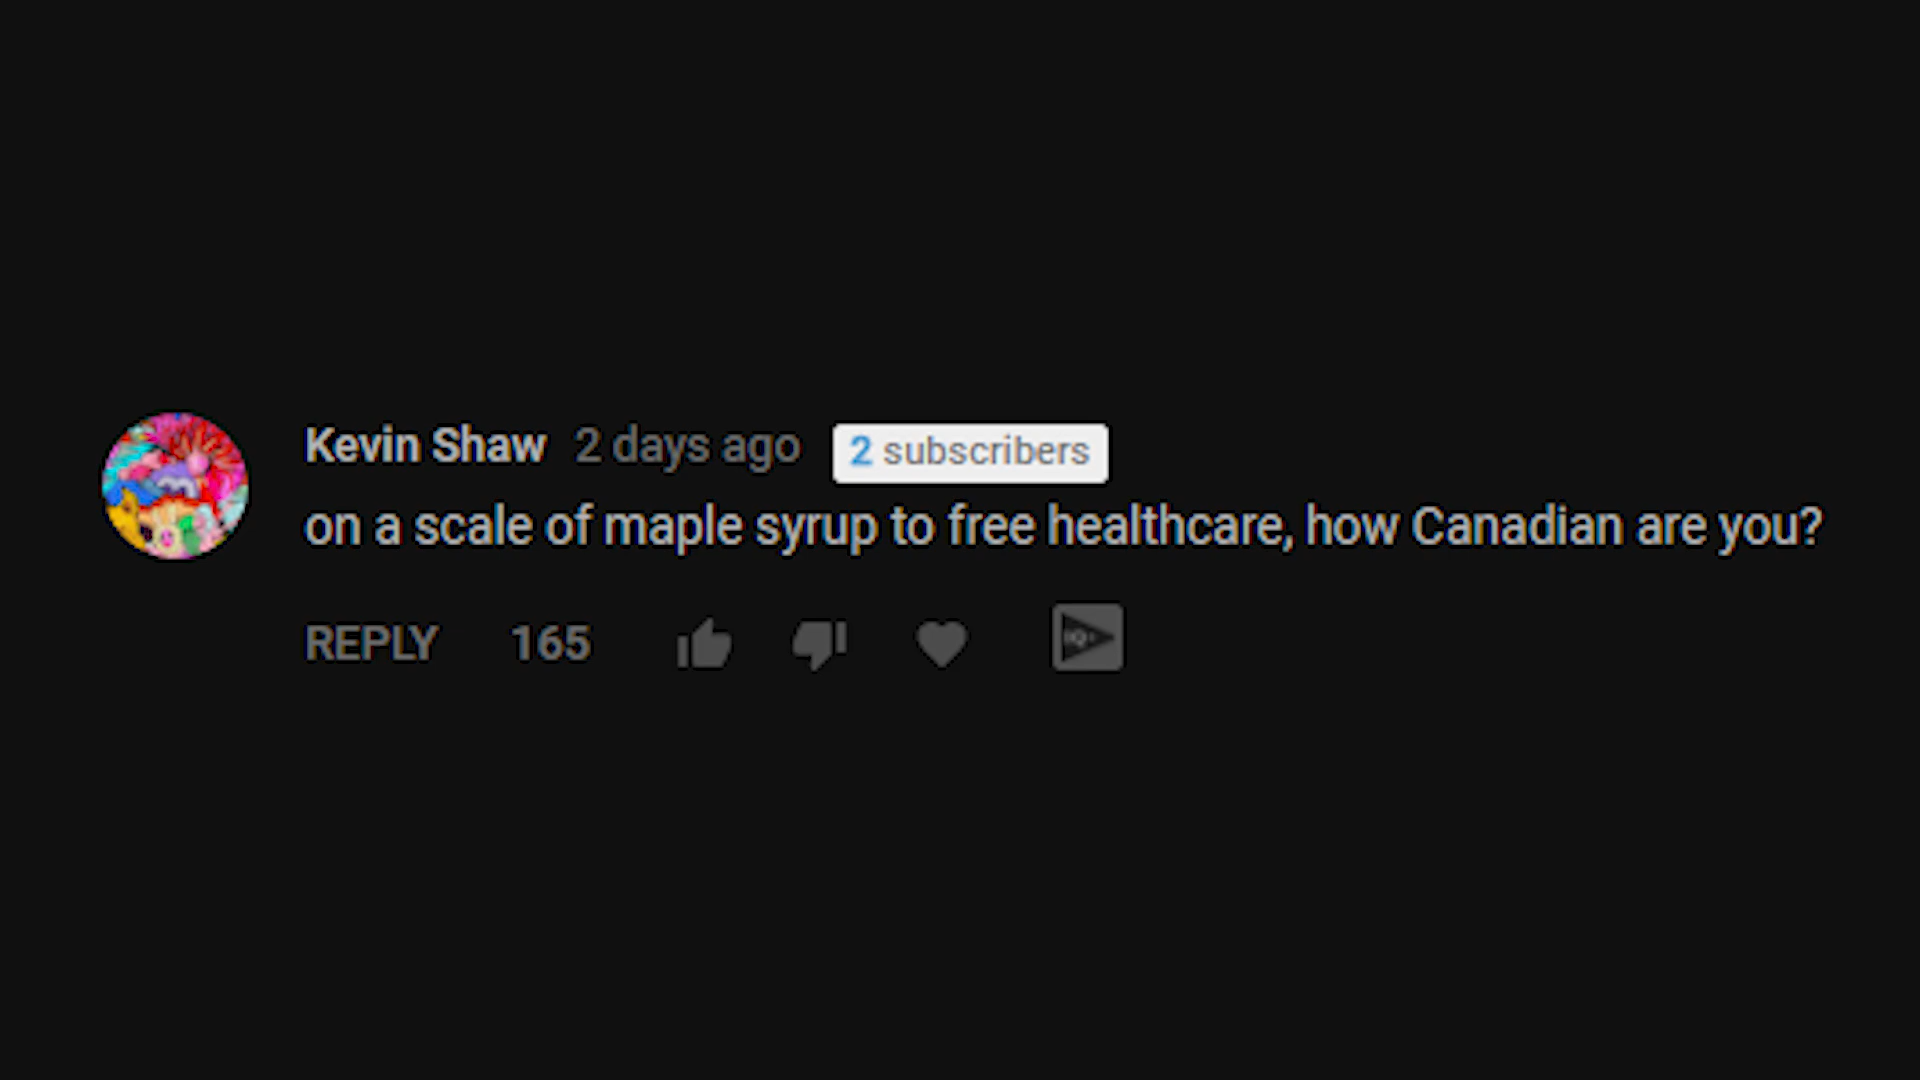 Kevin Shaw 2 days ago 2 subscribers
on a scale of maple syrup to free healthcare, how Canadian are you?
REPLY 165